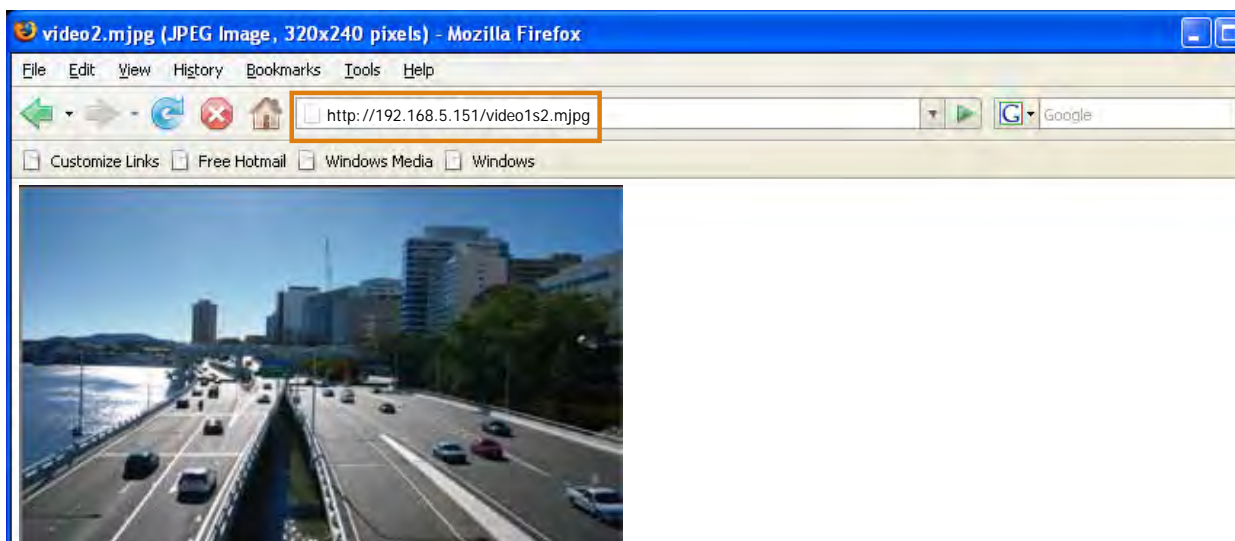 video2.mjpg (JPEG Image, 320x240 pixels) - Mozilla Firefox
File Edit View History Bookmarks Tools Help
http://192.168.5.151/video1s2.mjpg G Google
Customize Links Free Hotmail Windows Media Windows